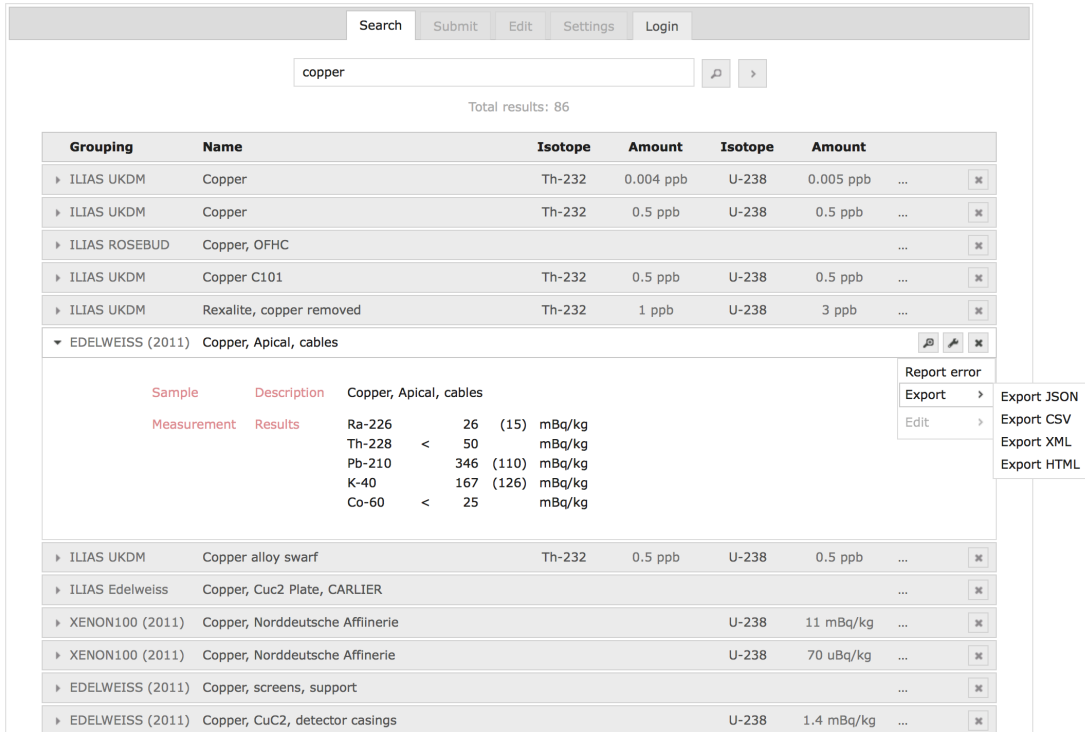 Search Submit Edit Settings Login
copper
Total results: 86
Grouping Name Isotope Amount Isotope Amount
ILIAS UKDM Copper Th-232 0.004 ppb U-238 0.005 ppb ...
ILIAS UKDM Copper Th-232 0.5 ppb U-238 0.5 ppb ...
ILIAS ROSEBUD Copper, OFHC ...
ILIAS UKDM Copper C101 Th-232 0.5 ppb U-238 0.5 ppb ...
ILIAS UKDM Rexalite, copper removed Th-232 1 ppb U-238 3 ppb ...
EDELWEISS (2011) Copper, Apical, cables
Report error
Export > Export JSON
Edit > Export CSV
Export XML
Export HTML
Sample Description Copper, Apical, cables
Measurement Results Ra-226 26 (15) mBq/kg
Th-228 < 50 mBq/kg
Pb-210 346 (110) mBq/kg
K-40 167 (126) mBq/kg
Co-60 < 25 mBq/kg
ILIAS UKDM Copper alloy swarf Th-232 0.5 ppb U-238 0.5 ppb ...
ILIAS Edelweiss Copper, Cuc2 Plate, CARLIER ...
XENON100 (2011) Copper, Norddeutsche Affiinerie U-238 11 mBq/kg ...
XENON100 (2011) Copper, Norddeutsche Affinerie U-238 70 uBq/kg ...
EDELWEISS (2011) Copper, screens, support ...
EDELWEISS (2011) Copper, CuC2, detector casings U-238 1.4 mBq/kg ...